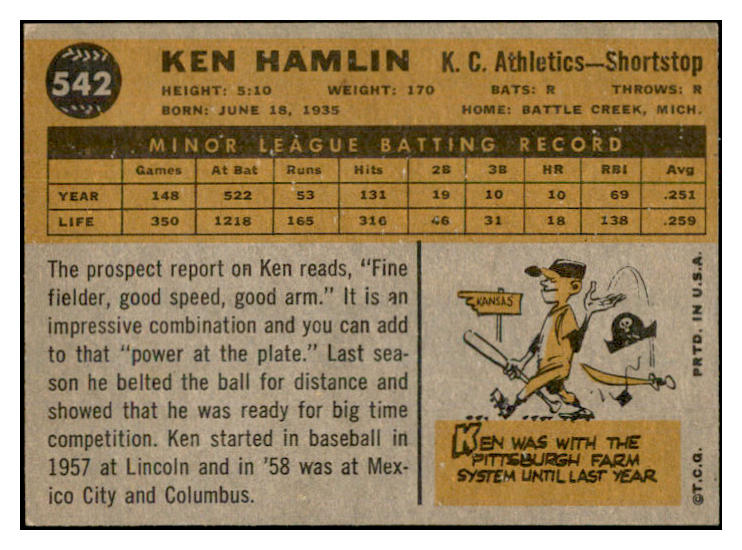 542
KEN HAMLIN K. C. Athletics—Shortstop
HEIGHT: 5:10 WEIGHT: 170 BATS: R THROWS: R
BORN: JUNE 18, 1935 HOME: BATTLE CREEK, MICH.
MINOR LEAGUE BATTING RECORD
Games At Bat Runs Hits 2B 3B HR RBI Avg
YEAR 148 522 53 131 19 10 10 69 .251
LIFE 350 1218 165 316 46 31 18 138 .259
The prospect report on Ken reads, "Fine
fielder, good speed, good arm." It is an
impressive combination and you can add
to that "power at the plate." Last sea-
son he belted the ball for distance and
showed that he was ready for big time
competition. Ken started in baseball in
1957 at Lincoln and in '58 was at Mex-
ico City and Columbus.
KANSAS
KEN WAS WITH THE
PITTSBURGH FARM
SYSTEM UNTIL LAST YEAR
©T.C.G. PRTD. IN U.S.A.